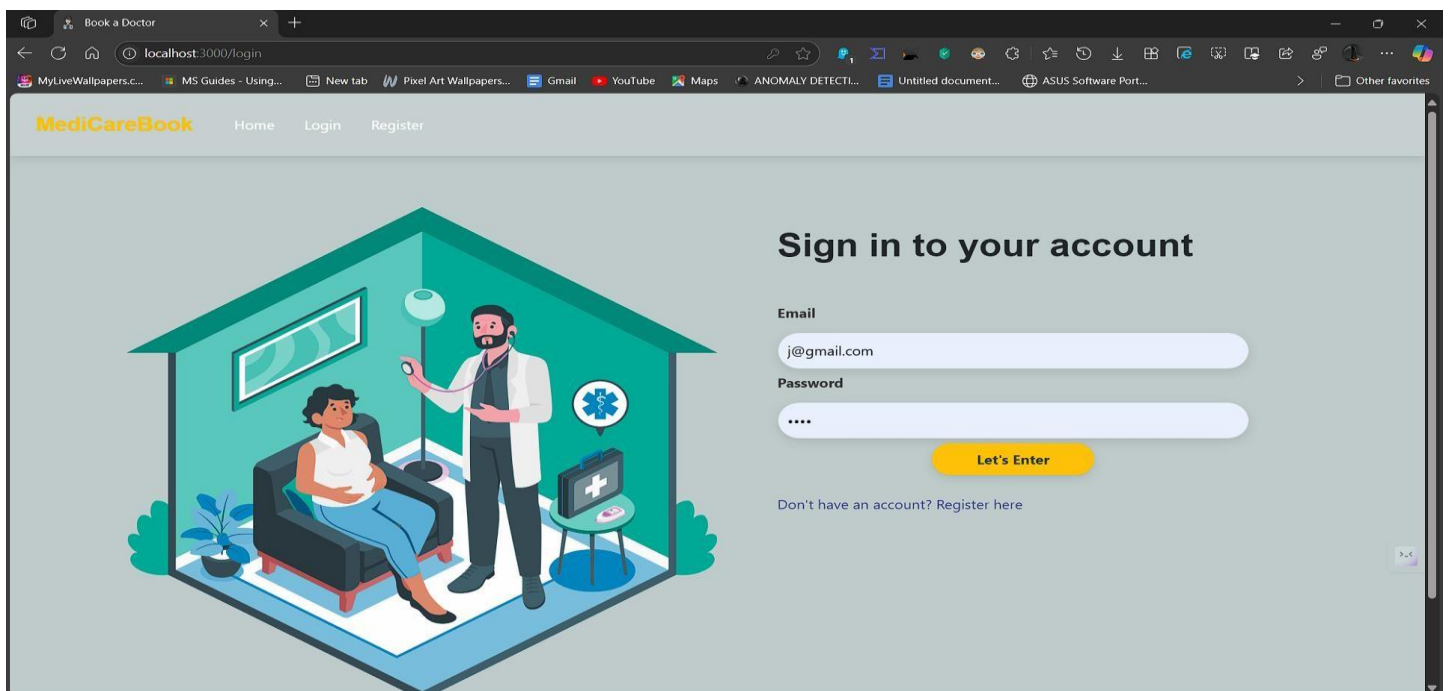 Book a Doctor
localhost:3000/login
1
MyLiveWallpapers.c... MS Guides - Using... New tab Pixel Art Wallpapers... Gmail YouTube Maps ANOMALY DETECTI... Untitled document... ASUS Software Port... Other favorites
MediCareBook Home Login Register
Sign in to your account
Email
j@gmail.com
Password
••••
Let's Enter
Don't have an account? Register here